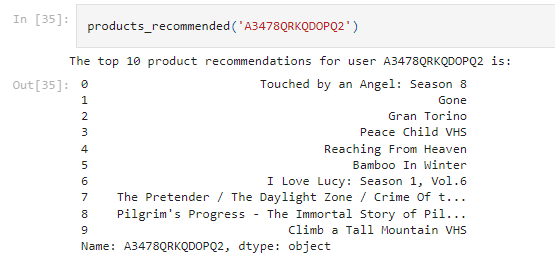 In [35]: products_recommended('A3478QRKQDOPQ2')
The top 10 product recommendations for user A3478QRKQDOPQ2 is:
Out[35]: 0 Touched by an Angel: Season 8
1 Gone
2 Gran Torino
3 Peace Child VHS
4 Reaching From Heaven
5 Bamboo In Winter
6 I Love Lucy: Season 1, Vol.6
7 The Pretender / The Daylight Zone / Crime Of t...
8 Pilgrim's Progress - The Immortal Story of Pil...
9 Climb a Tall Mountain VHS
Name: A3478QRKQDOPQ2, dtype: object